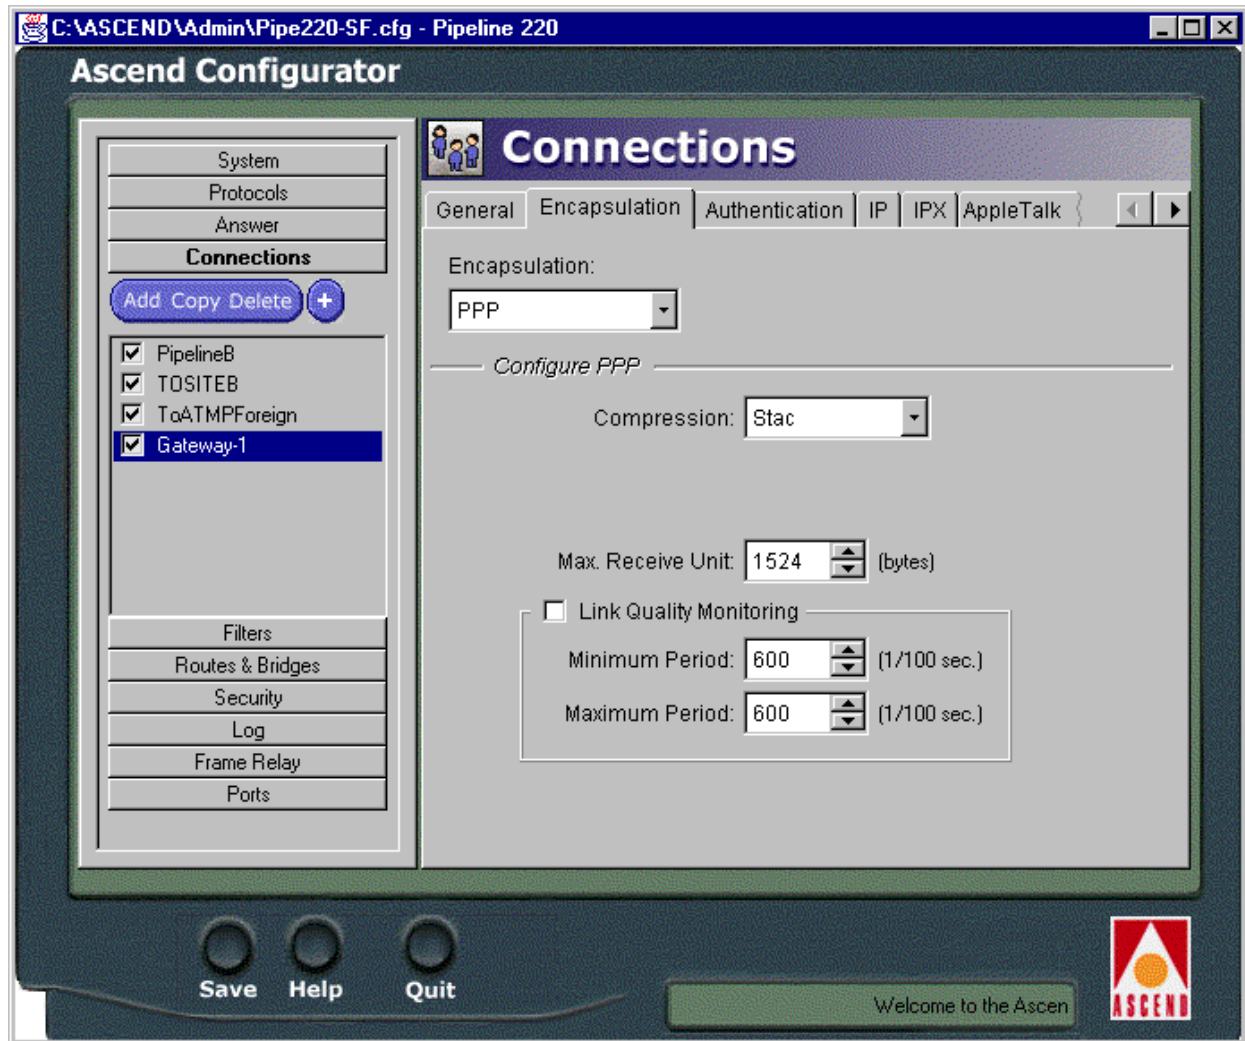 C:\ASCEND\Admin\Pipe220-SF.cfg - Pipeline 220
Ascend Configurator
System
Protocols
Answer
Connections
Add Copy Delete +
PipelineB
TOSITEB
ToATMPForeign
Gateway-1
Filters
Routes & Bridges
Security
Log
Frame Relay
Ports
Connections
General Encapsulation Authentication IP IPX AppleTalk
Encapsulation:
PPP
Configure PPP
Compression: Stac
Max. Receive Unit: 1524 (bytes)
Link Quality Monitoring
Minimum Period: 600 (1/100 sec.)
Maximum Period: 600 (1/100 sec.)
Save Help Quit
Welcome to the Ascen
ASCEND